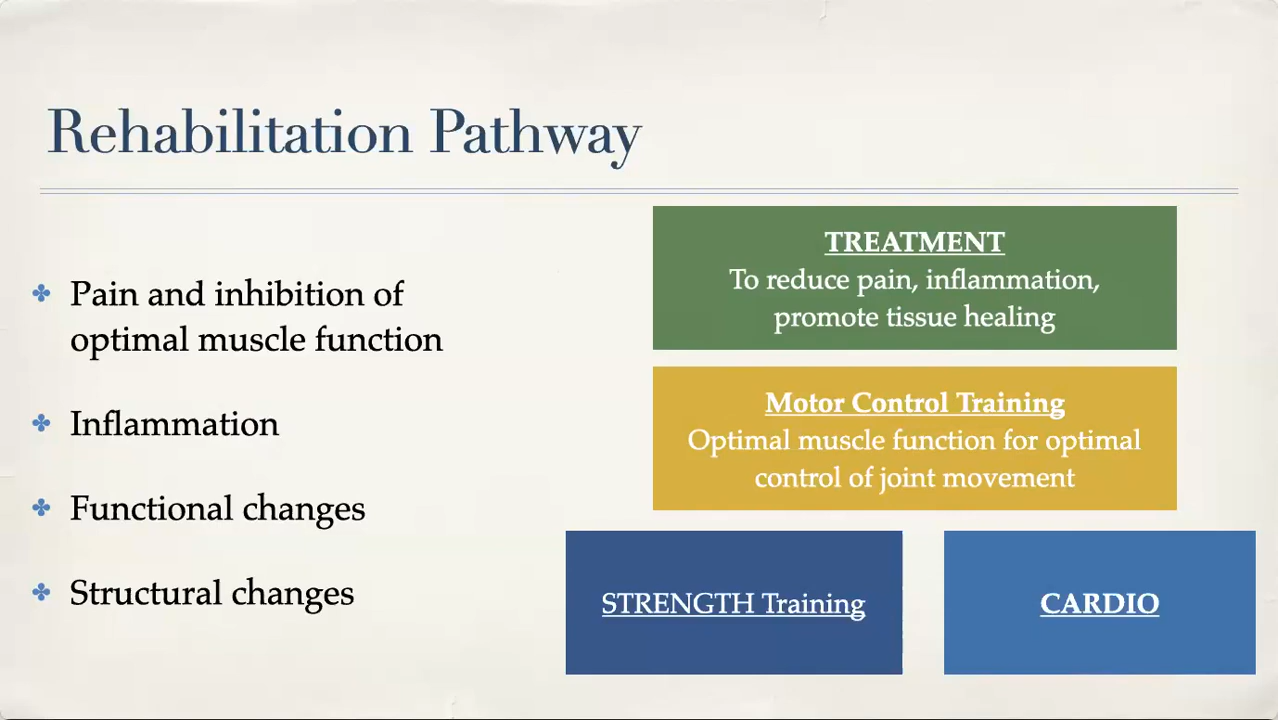 Rehabilitation Pathway
Pain and inhibition of
optimal muscle function
Inflammation
Functional changes
Structural changes
TREATMENT
To reduce pain, inflammation,
promote tissue healing
Motor Control Training
Optimal muscle function for optimal
control of joint movement
STRENGTH Training
CARDIO